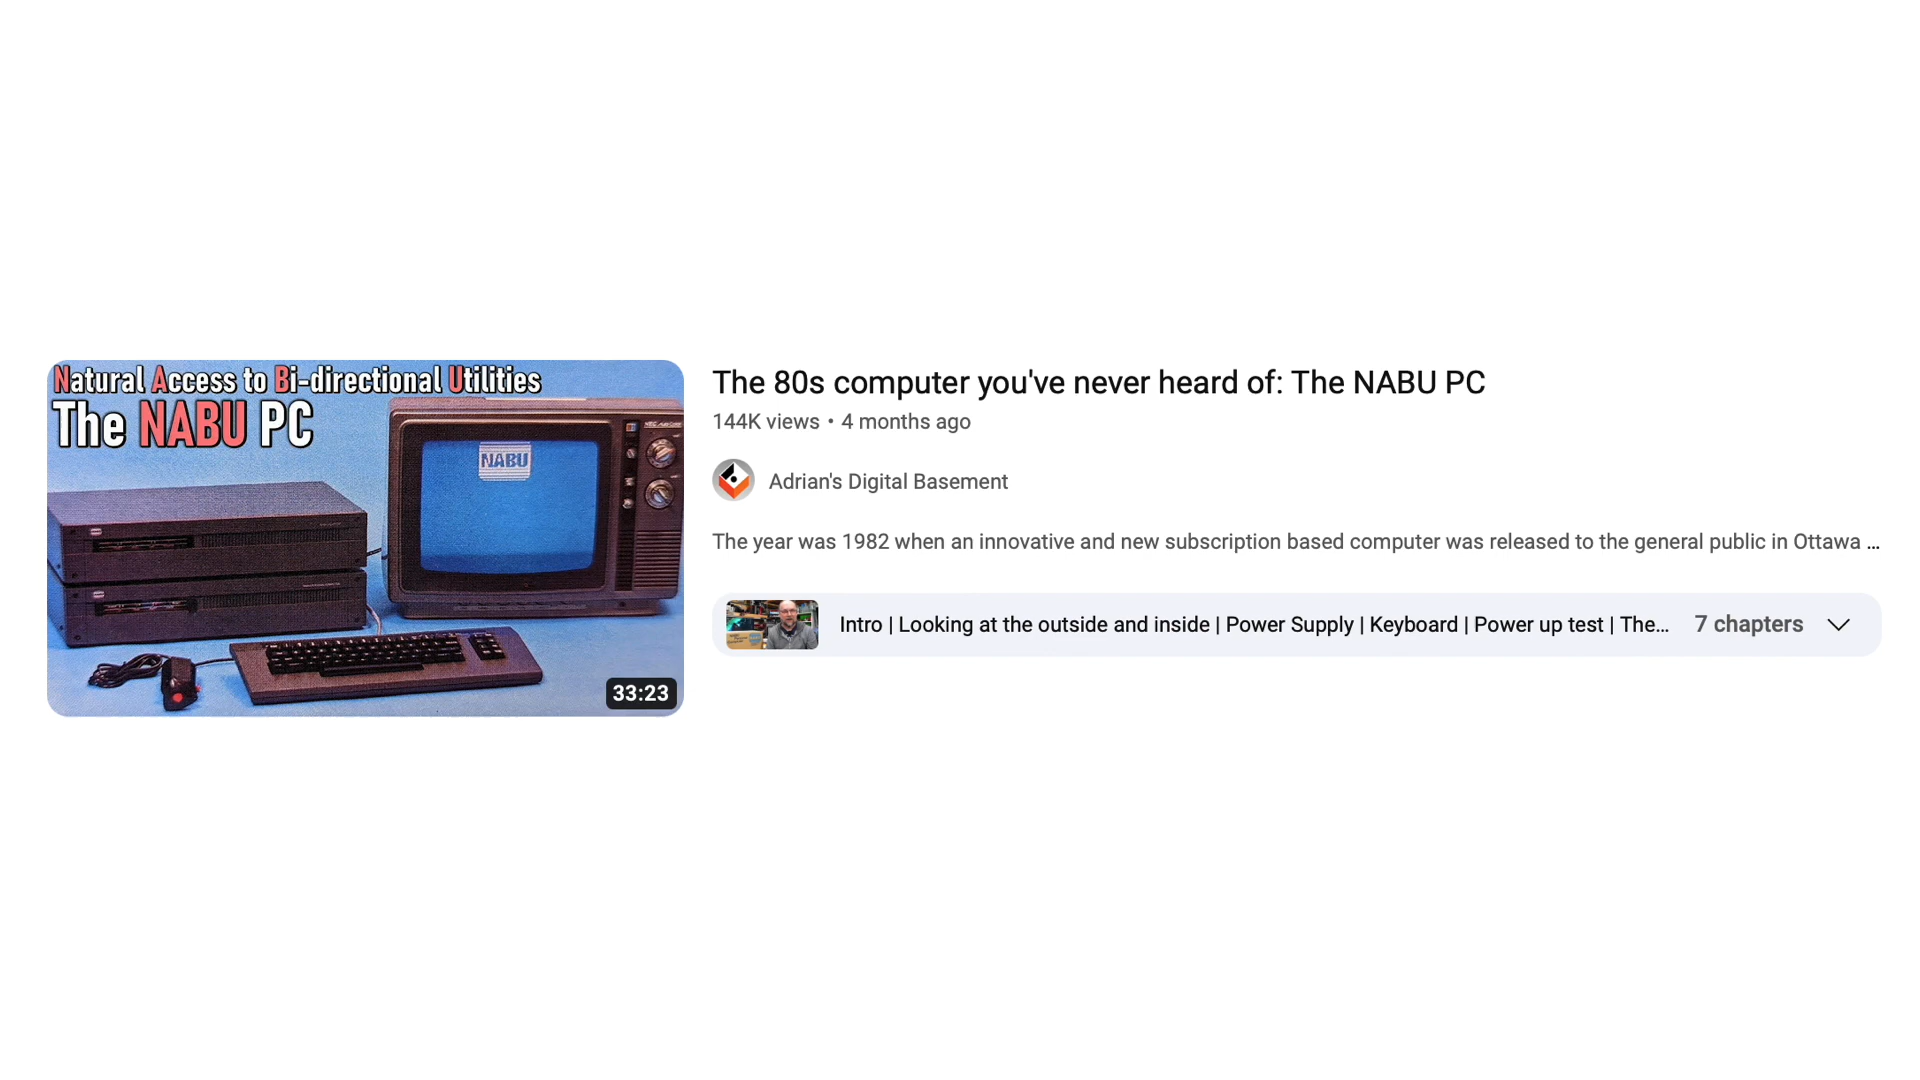 Natural Access to Bi-directional Utilities
The NABU PC
NABU
33:23
The 80s computer you've never heard of: The NABU PC
144K views • 4 months ago
Adrian's Digital Basement
The year was 1982 when an innovative and new subscription based computer was released to the general public in Ottawa ...
Intro | Looking at the outside and inside | Power Supply | Keyboard | Power up test | The... 7 chapters